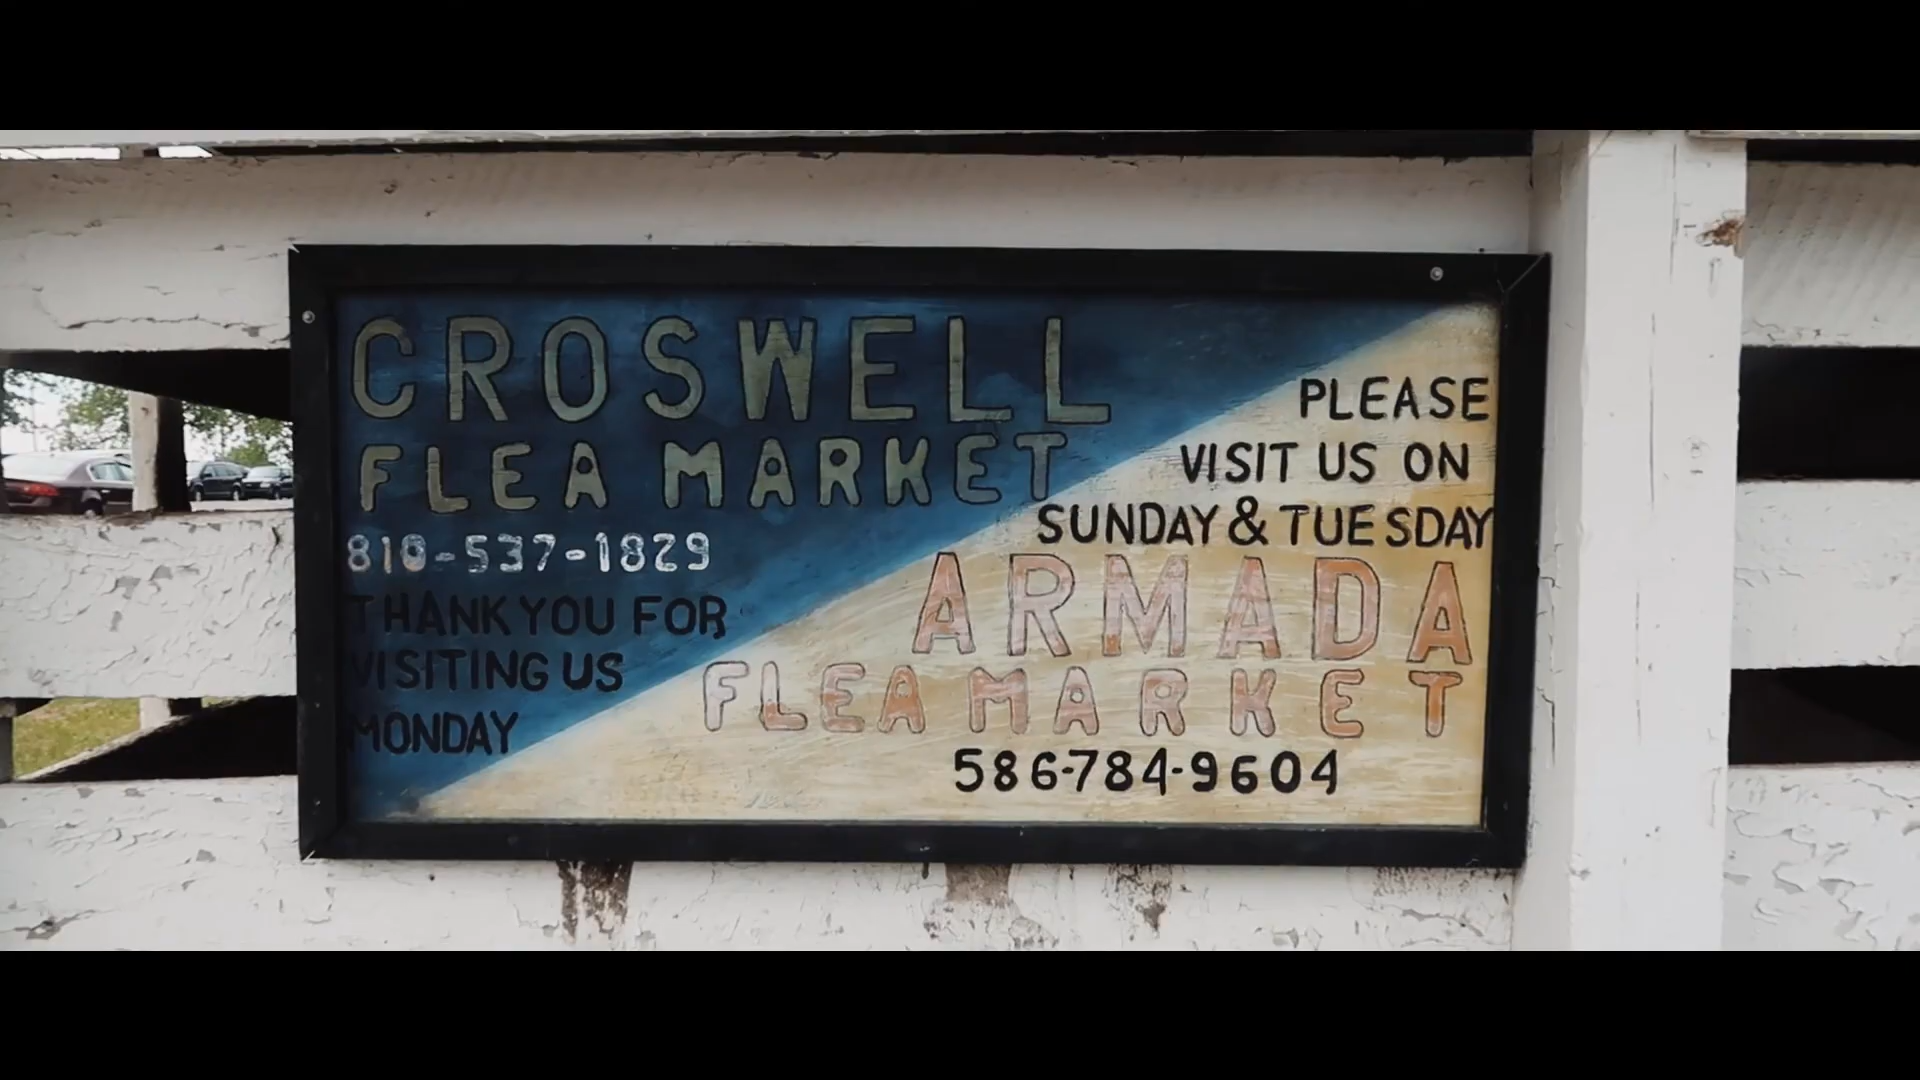 CROSWELL
FLEA MARKET
810-537-1829
THANK YOU FOR
VISITING US
MONDAY
PLEASE
VISIT US ON
SUNDAY & TUESDAY
ARMADA
FLEA MARKET
586-784-9604